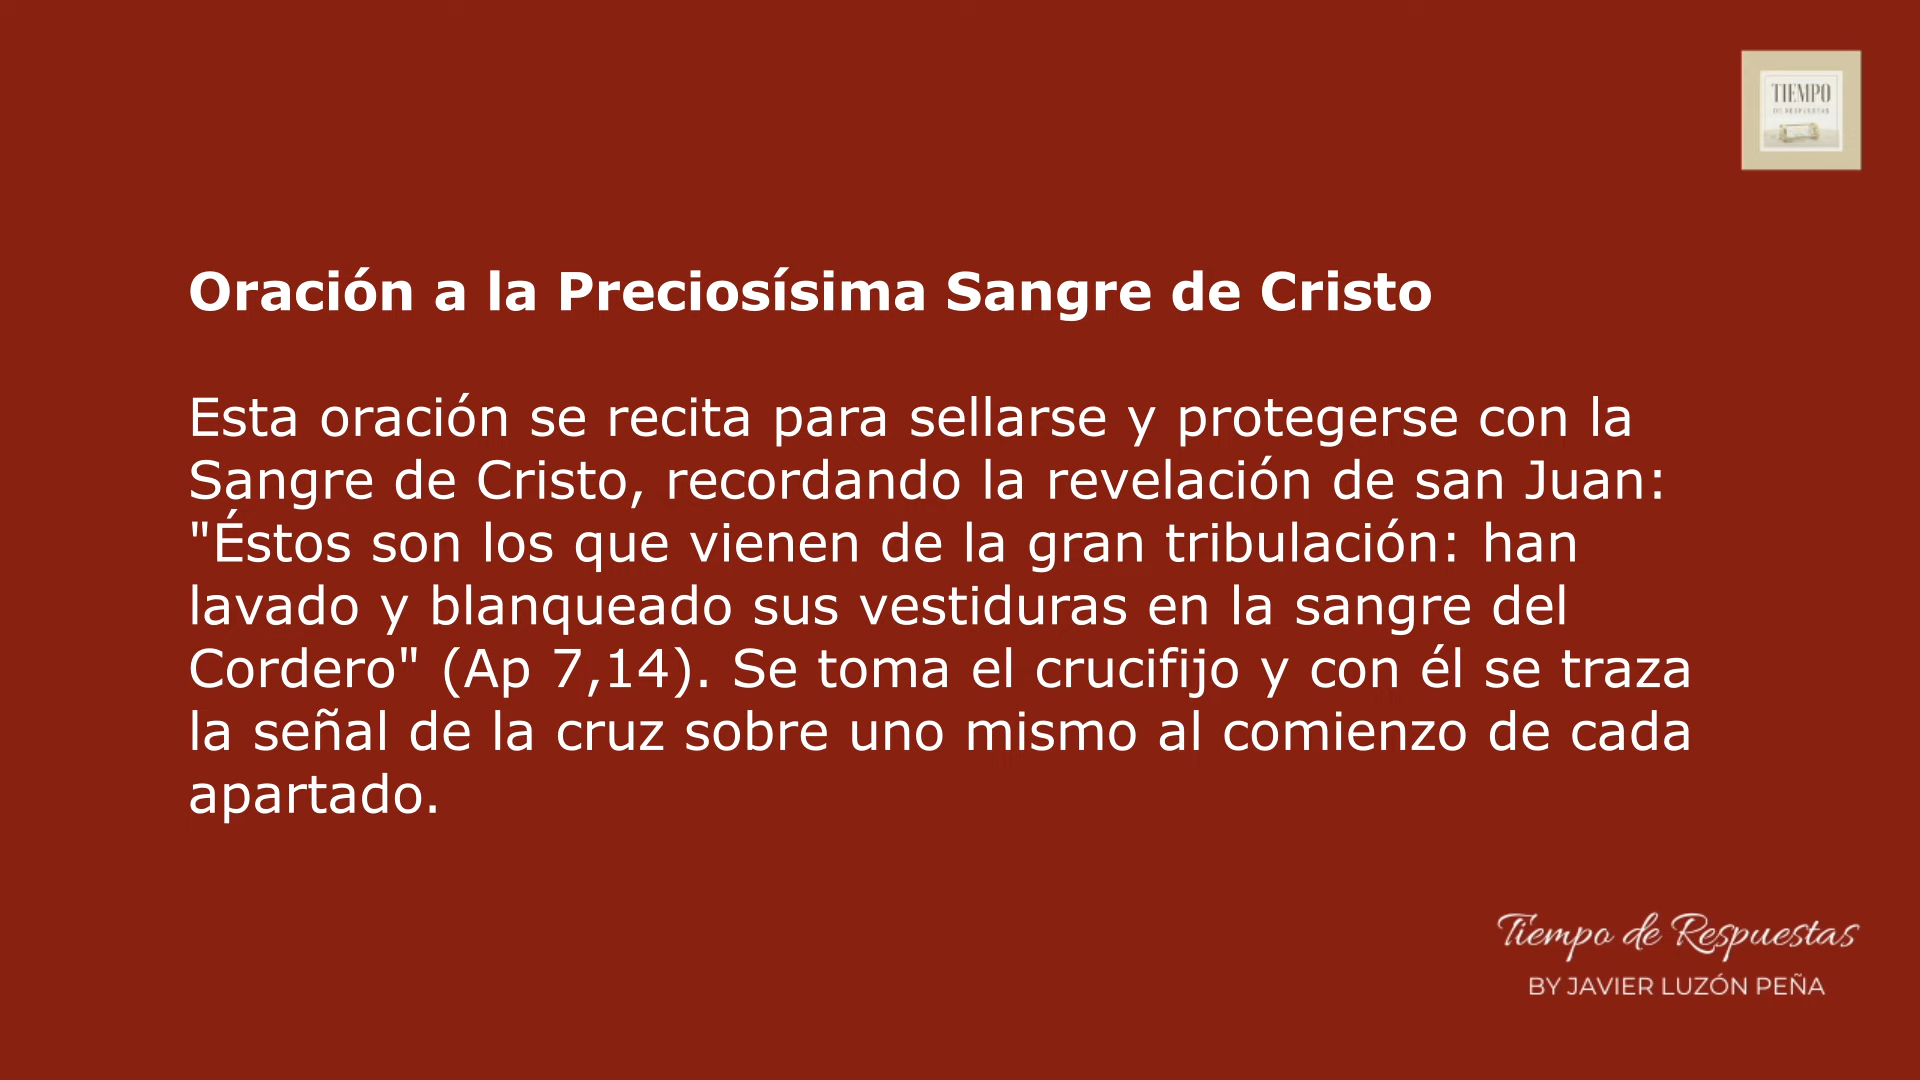 TIEMPO
DE RESPUESTAS
Oración a la Preciosísima Sangre de Cristo
Esta oración se recita para sellarse y protegerse con la
Sangre de Cristo, recordando la revelación de san Juan:
"Éstos son los que vienen de la gran tribulación: han
lavado y blanqueado sus vestiduras en la sangre del
Cordero" (Ap 7,14). Se toma el crucifijo y con él se traza
la señal de la cruz sobre uno mismo al comienzo de cada
apartado.
Tiempo de Respuestas
BY JAVIER LUZÓN PEÑA